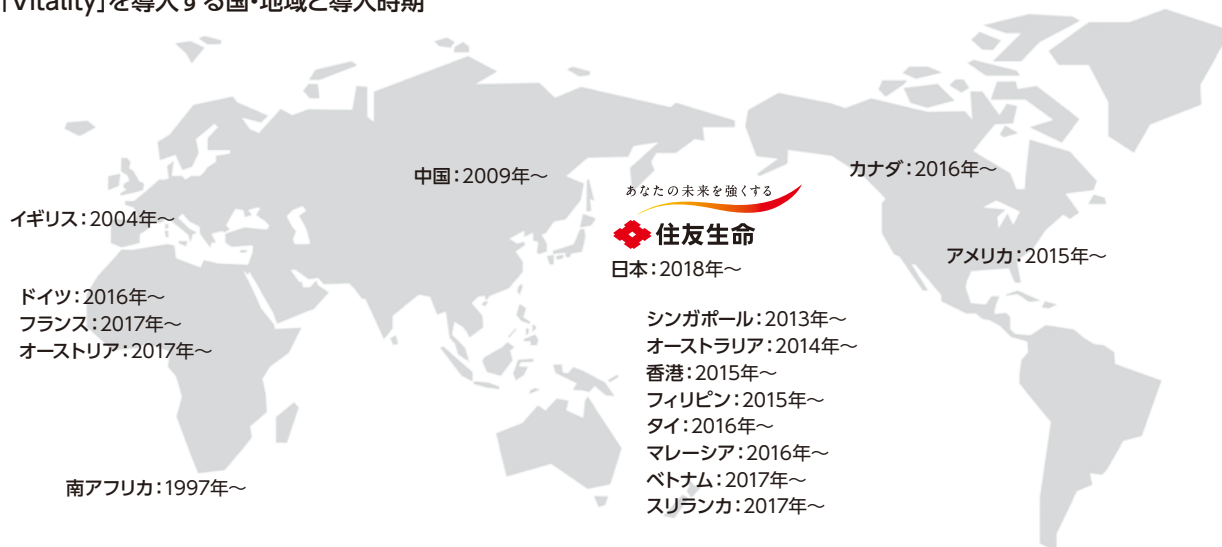 「Vitality」を導入する国・地域と導入時期
中国：2009年～
カナダ：2016年～
あなたの未来を強くする
イギリス：2004年～
住友生命
アメリカ：2015年～
日本：2018年～
ドイツ：2016年～
フランス：2017年～
オーストリア：2017年～
シンガポール：2013年～
オーストラリア：2014年～
香港：2015年～
フィリピン：2015年～
タイ：2016年～
マレーシア：2016年～
ベトナム：2017年～
スリランカ：2017年～
南アフリカ：1997年～